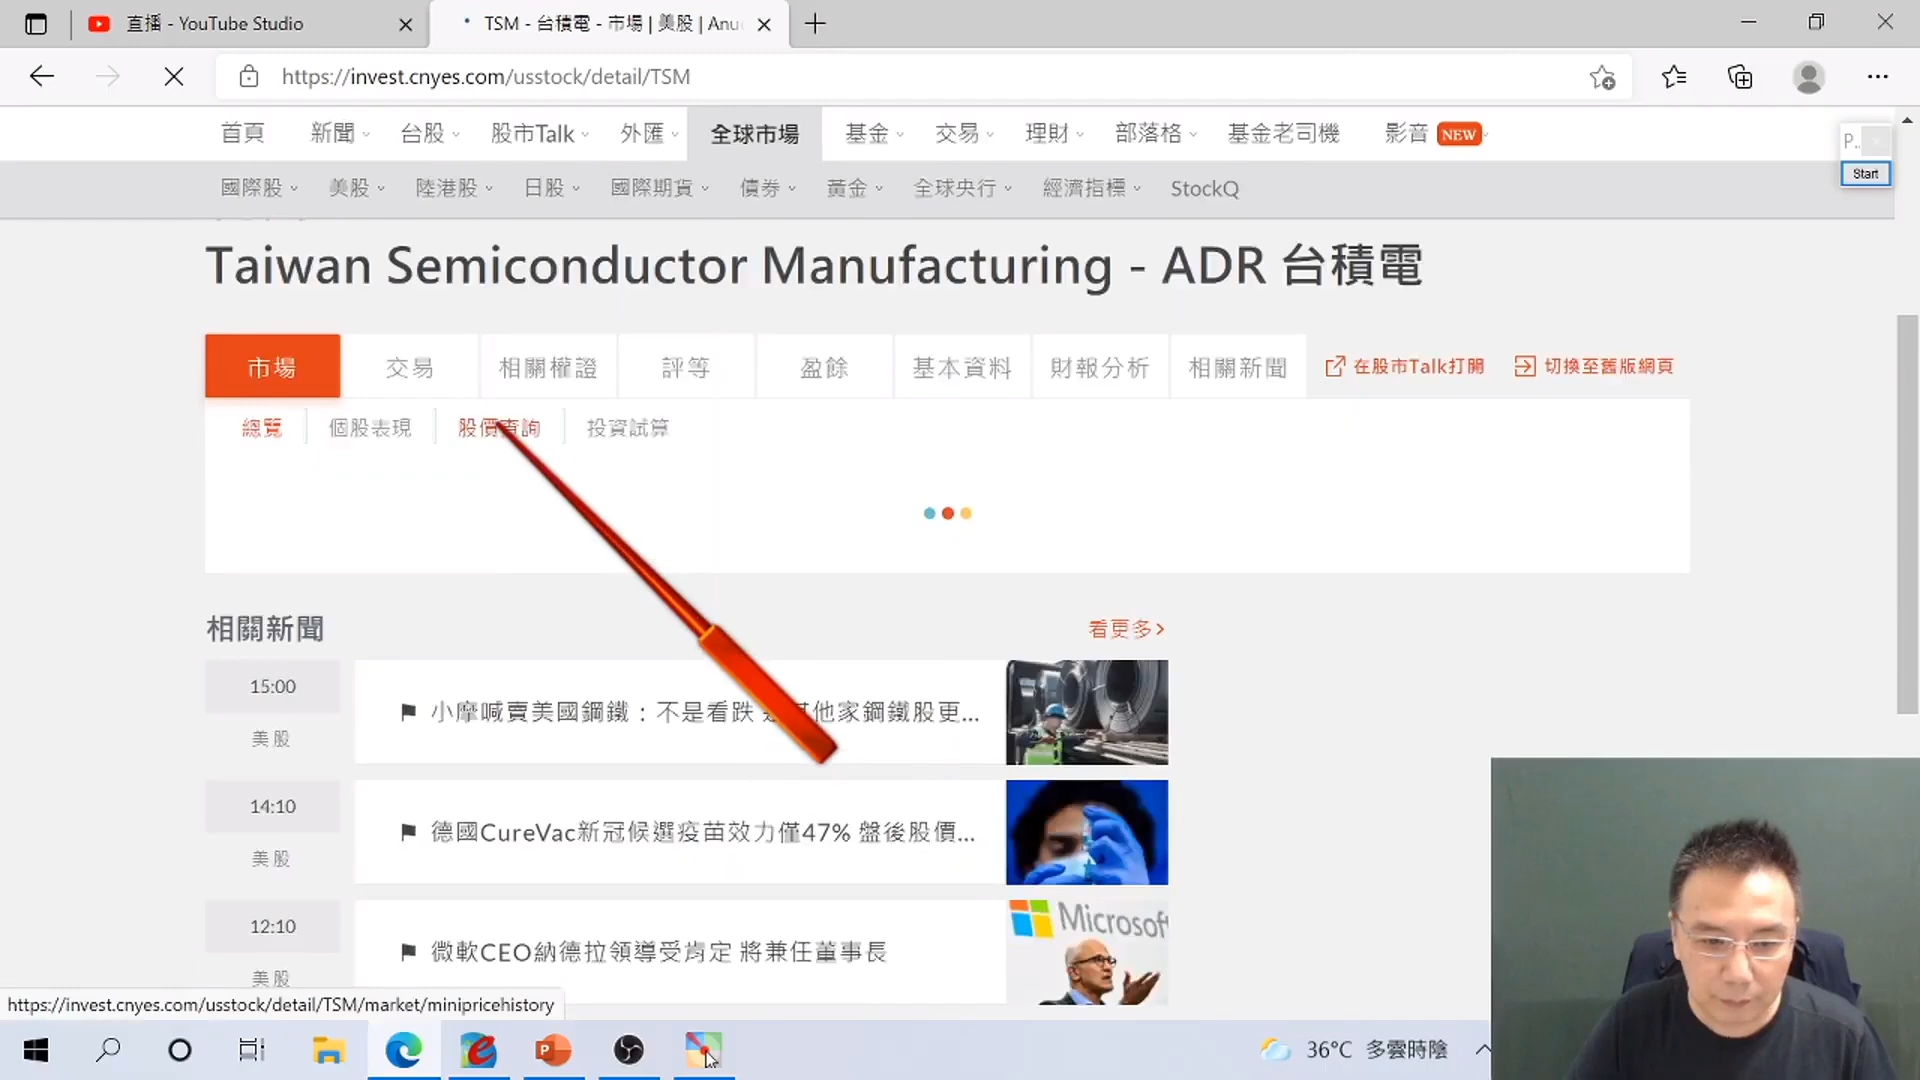 直播 - YouTube Studio
TSM - 台積電 - 市場 | 美股 | Anu
https://invest.cnyes.com/usstock/detail/TSM
首頁 新聞 台股 股市Talk 外匯 全球市場 基金 交易 理財 部落格 基金老司機 影音 NEW
P..
Start
國際股 美股 陸港股 日股 國際期貨 債券 黃金 全球央行 經濟指標 StockQ
Taiwan Semiconductor Manufacturing - ADR 台積電
市場 交易 相關權證 評等 盈餘 基本資料 財報分析 相關新聞 在股市Talk打開 切換至舊版網頁
總覽 個股表現 股價查詢 投資試算
相關新聞 看更多
15:00
美股
小摩喊賣美國鋼鐵：不是看跌 是其他家鋼鐵股更...
14:10
美股
德國CureVac新冠候選疫苗效力僅47% 盤後股價...
12:10
美股
微軟CEO納德拉領導受肯定 將兼任董事長
Microsoft
https://invest.cnyes.com/usstock/detail/TSM/market/minipricehistory
36°C 多雲時陰